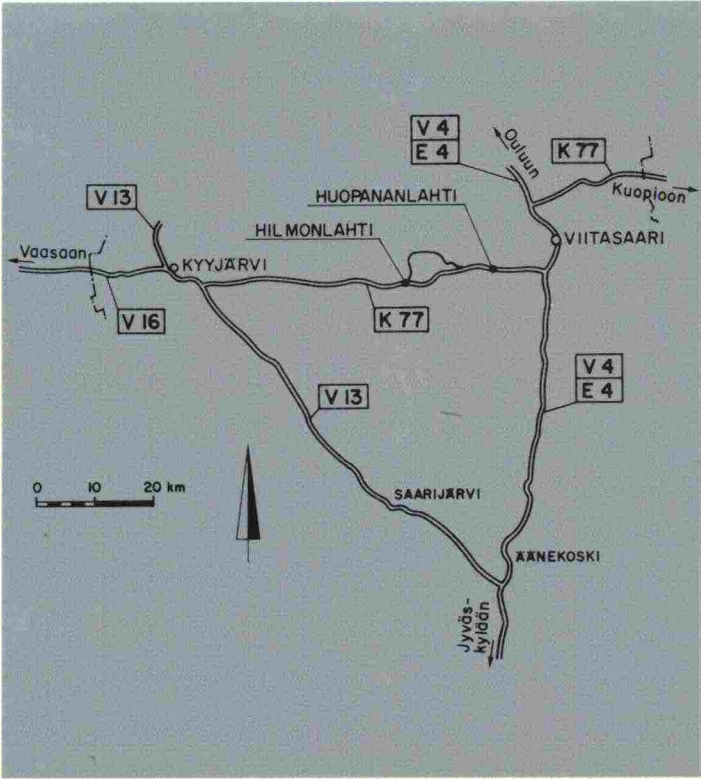 V 4
E 4
Ouluun
K 77
Kuopioon
V 13
HUOPANANLAHTI
HILMONLAHTI
VIITASAARI
Vaasaan
KYYJÄRVI
V 16
K 77
V 4
E 4
V 13
0 10 20 km
SAARIJÄRVI
ÄÄNEKOSKI
Jyväs-
kylään